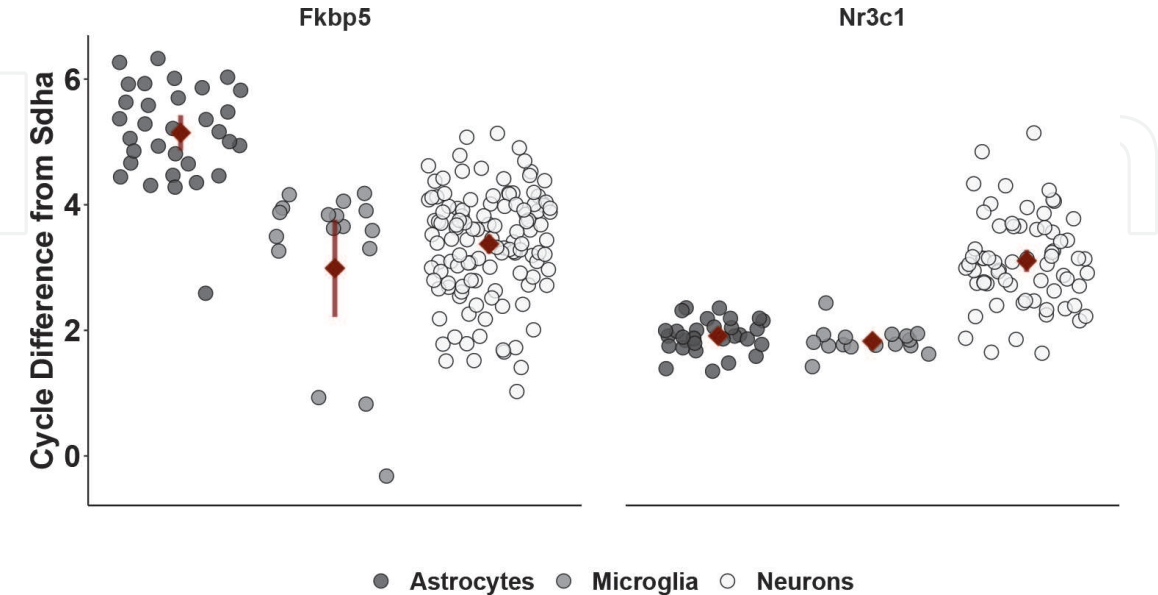 Fkbp5
Nr3c1
Cycle Difference from Sdha
6
4
2
0
Astrocytes
Microglia
Neurons